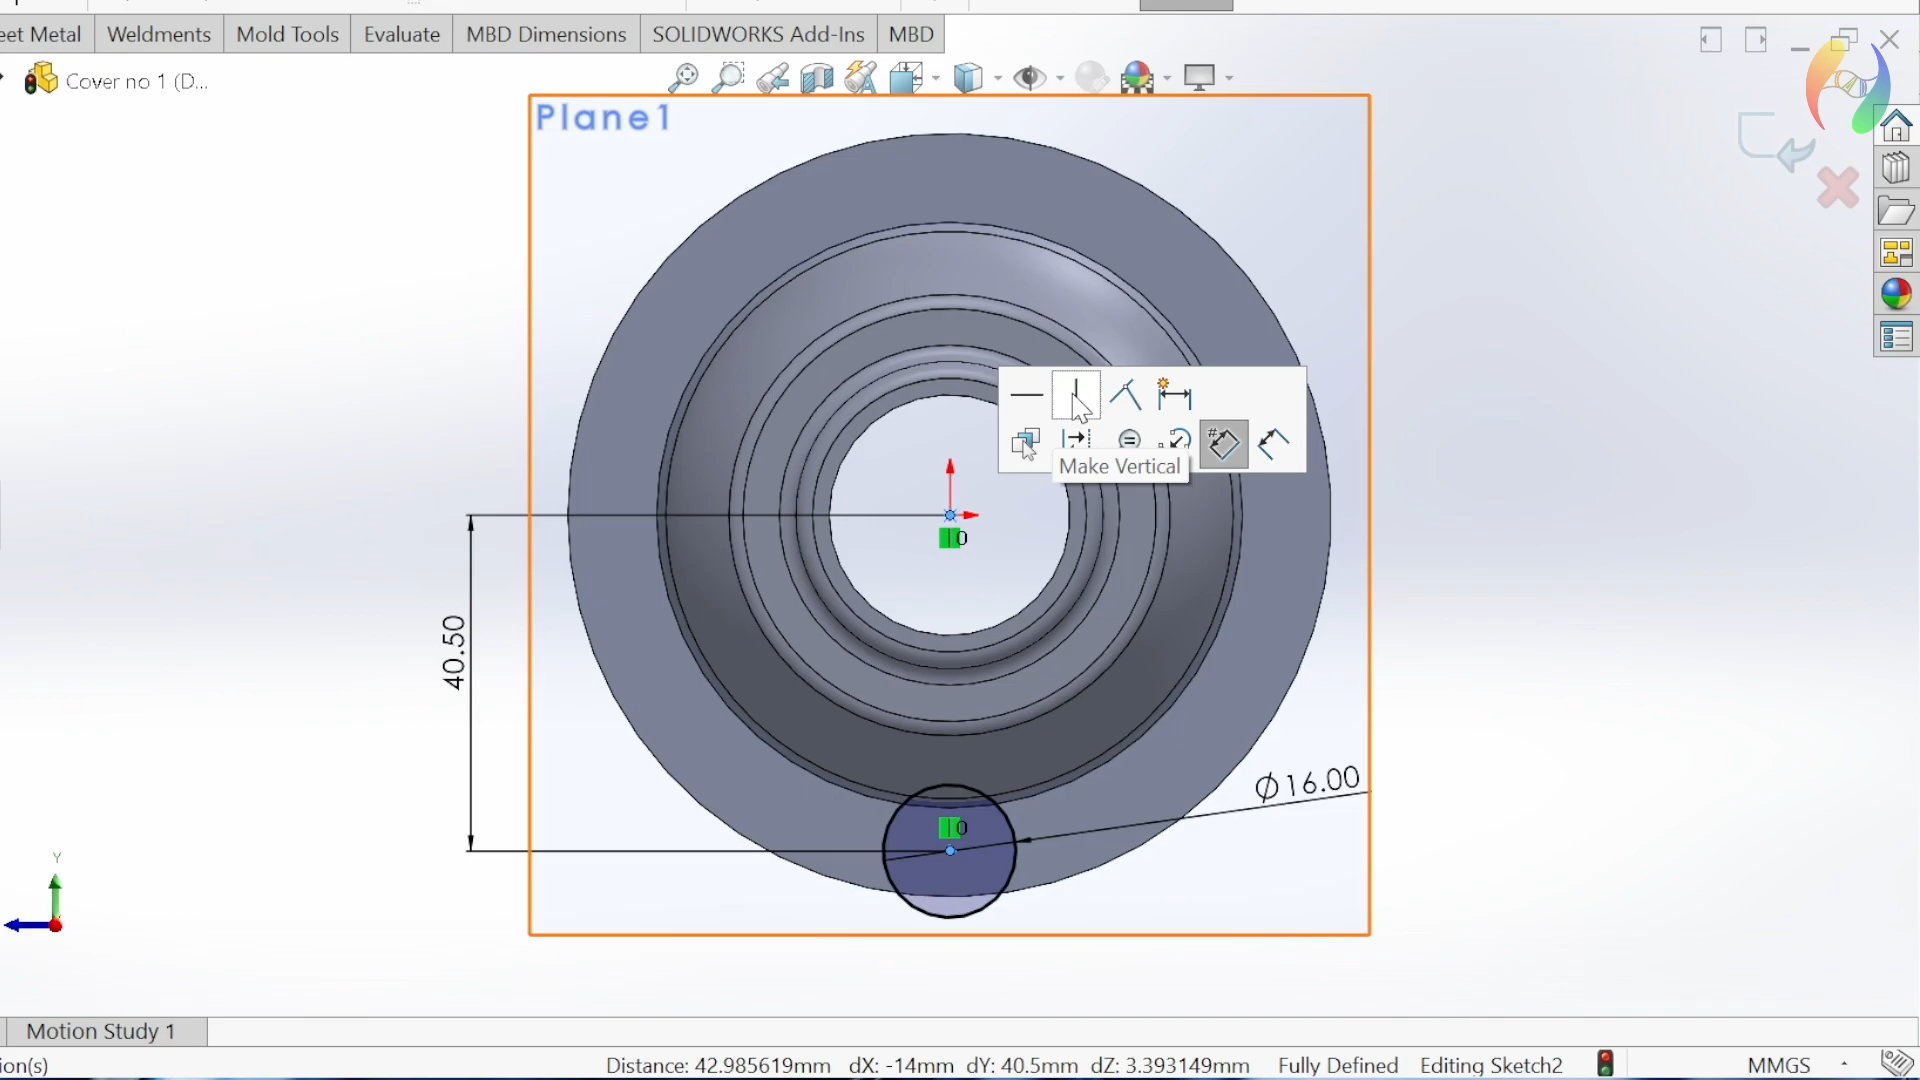 eet Metal Weldments Mold Tools Evaluate MBD Dimensions SOLIDWORKS Add-Ins MBD
Cover no 1 (D...
Plane1
Make Vertical
0
40.50
Ø16.00
0
Y
Motion Study 1
ion(s) Distance: 42.985619mm dX: -14mm dY: 40.5mm dZ: 3.393149mm Fully Defined Editing Sketch2 MMGS